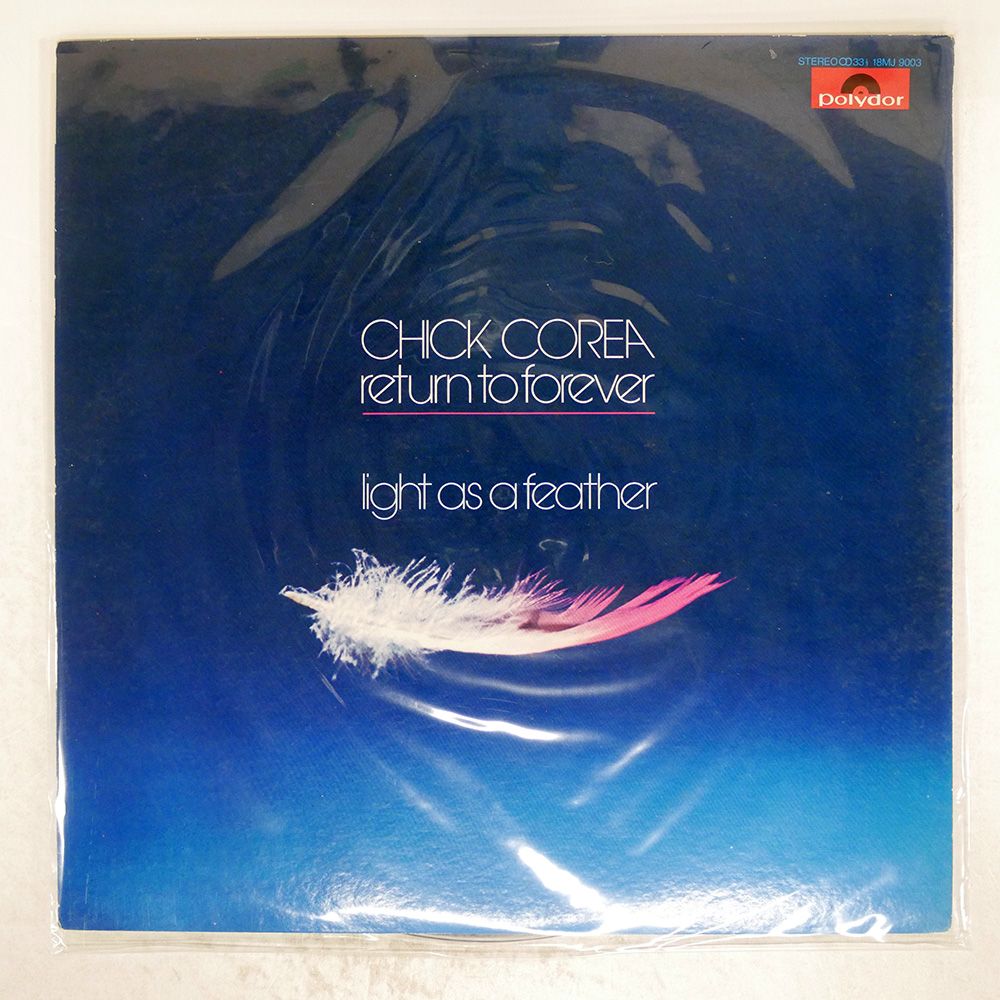 STEREO 33⅓ 18MJ 9003
polydor
CHICK COREA
return to forever
light as a feather